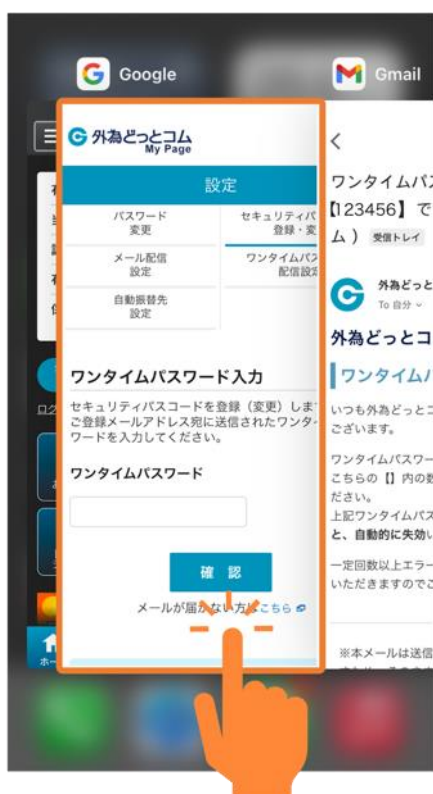 Google
Gmail
外為どっとコム
My Page
設定
パスワード
変更
セキュリティパ
登録・変
メール配信
設定
ワンタイムパス
配信設定
自動振替先
設定
ワンタイムパスワード入力
セキュリティパスコードを登録（変更）しま
ご登録メールアドレス宛に送信されたワンタ
ワードを入力してください。
ワンタイムパスワード
確 認
メールが届かない方はこちら
ワンタイムパ
【123456】で
ム ） 受信トレイ
外為どっと
To 自分
外為どっとコ
ワンタイムパ
いつも外為どっとコ
ございます。
ワンタイムパスワー
こちらの【】内の数
ださい。
上記ワンタイムパス
と、自動的に失効い
一定回数以上エラー
いただきますのでご
※本メールは送信